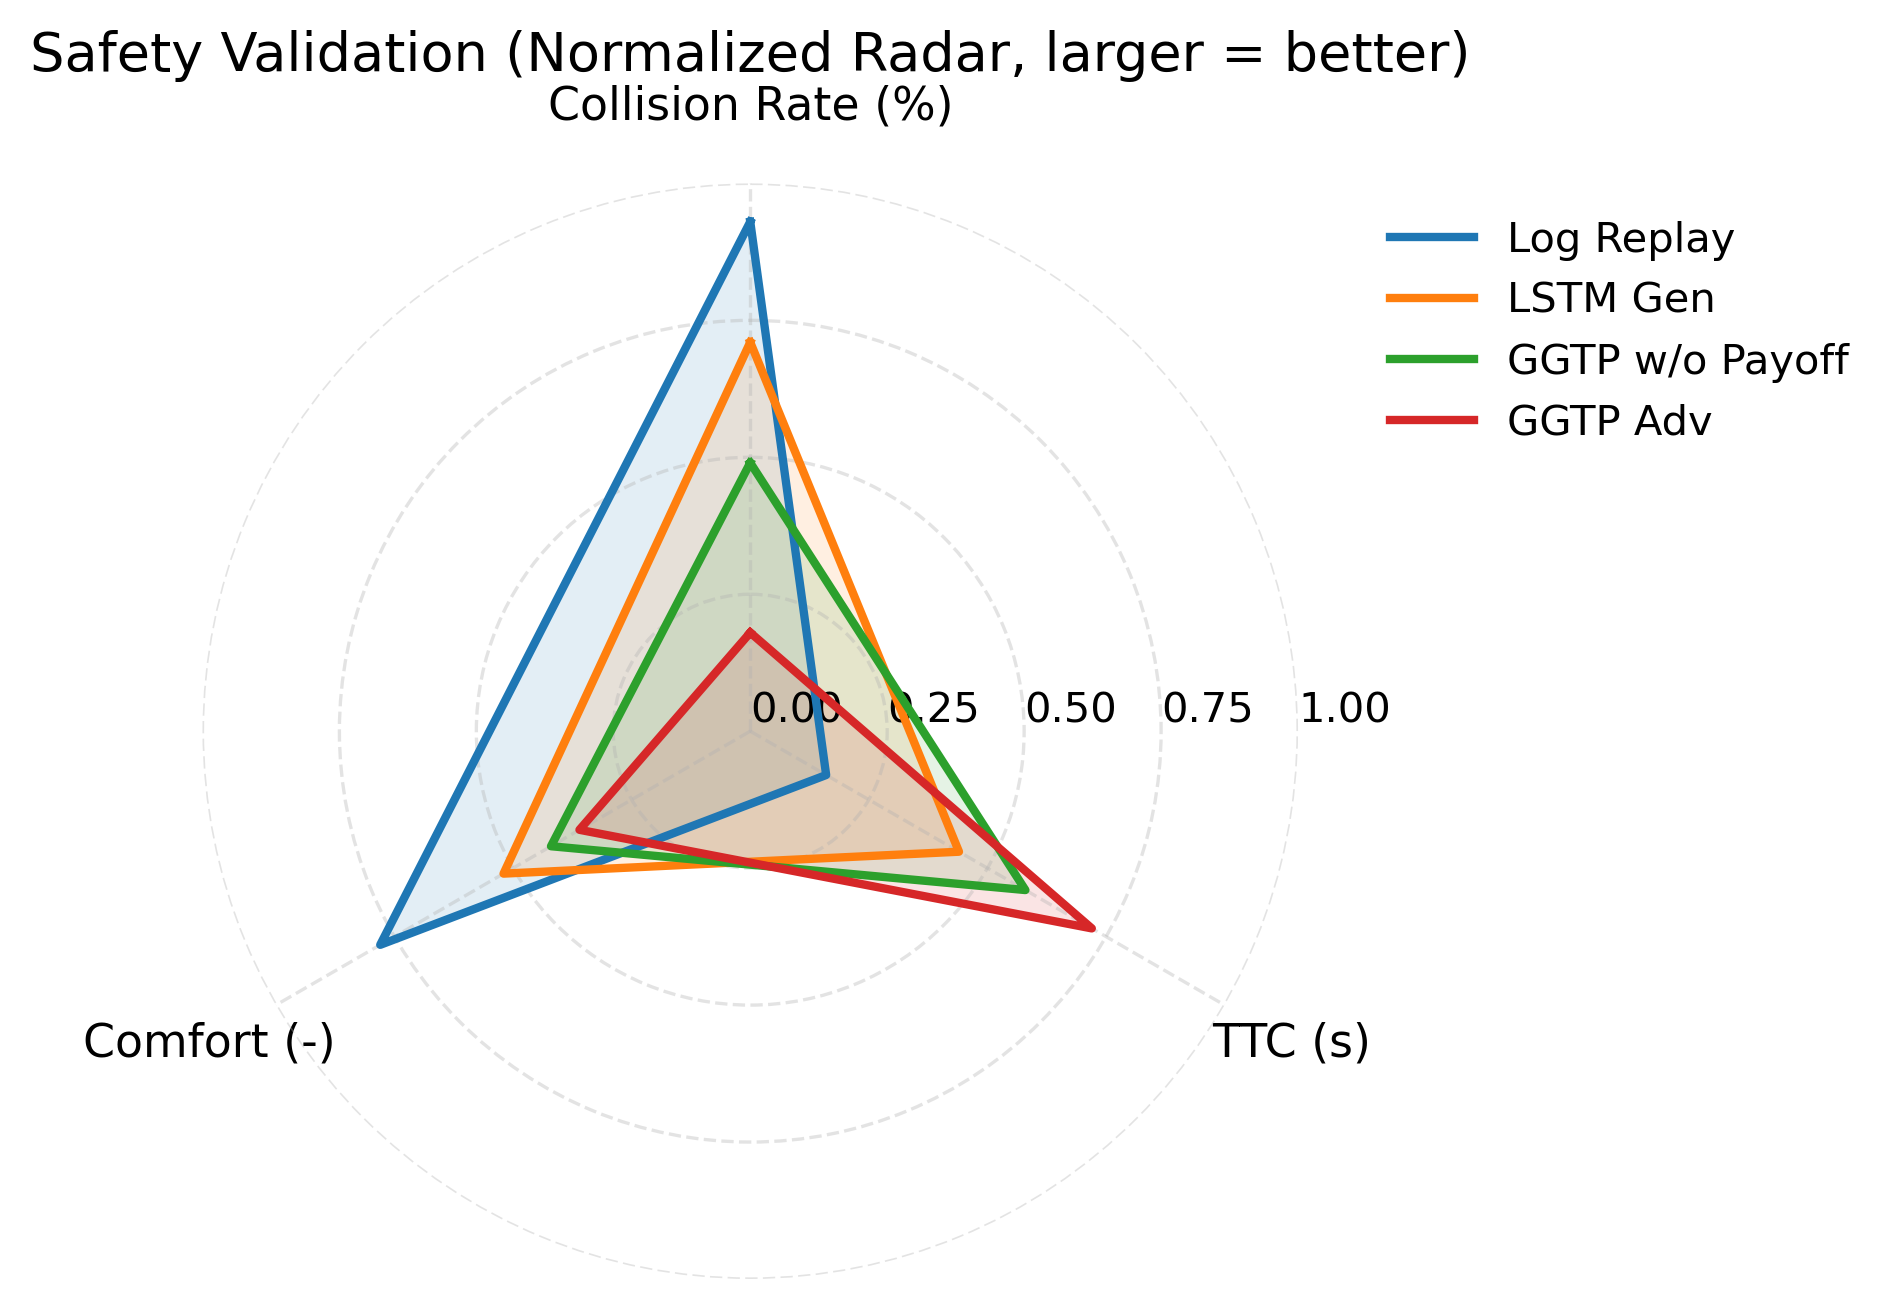 Safety Validation (Normalized Radar, larger = better)
Collision Rate (%)
Log Replay
LSTM Gen
GGTP w/o Payoff
GGTP Adv
0.00 0.25 0.50 0.75 1.00
Comfort (-)
TTC (s)